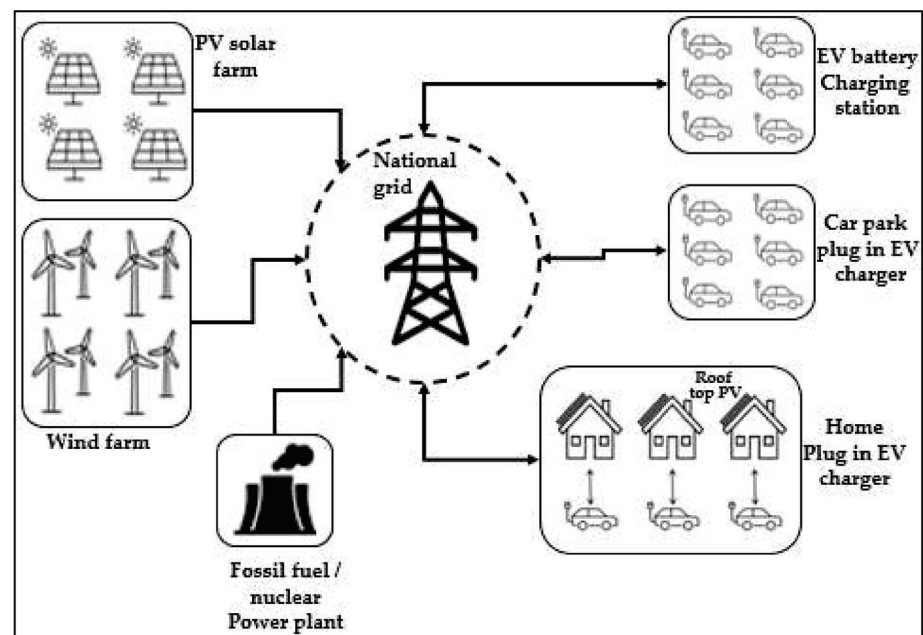 PV solar
farm
EV battery
Charging
station
National
grid
Car park
plug in EV
charger
Wind farm
Roof
top PV
Home
Plug in EV
charger
Fossil fuel /
nuclear
Power plant